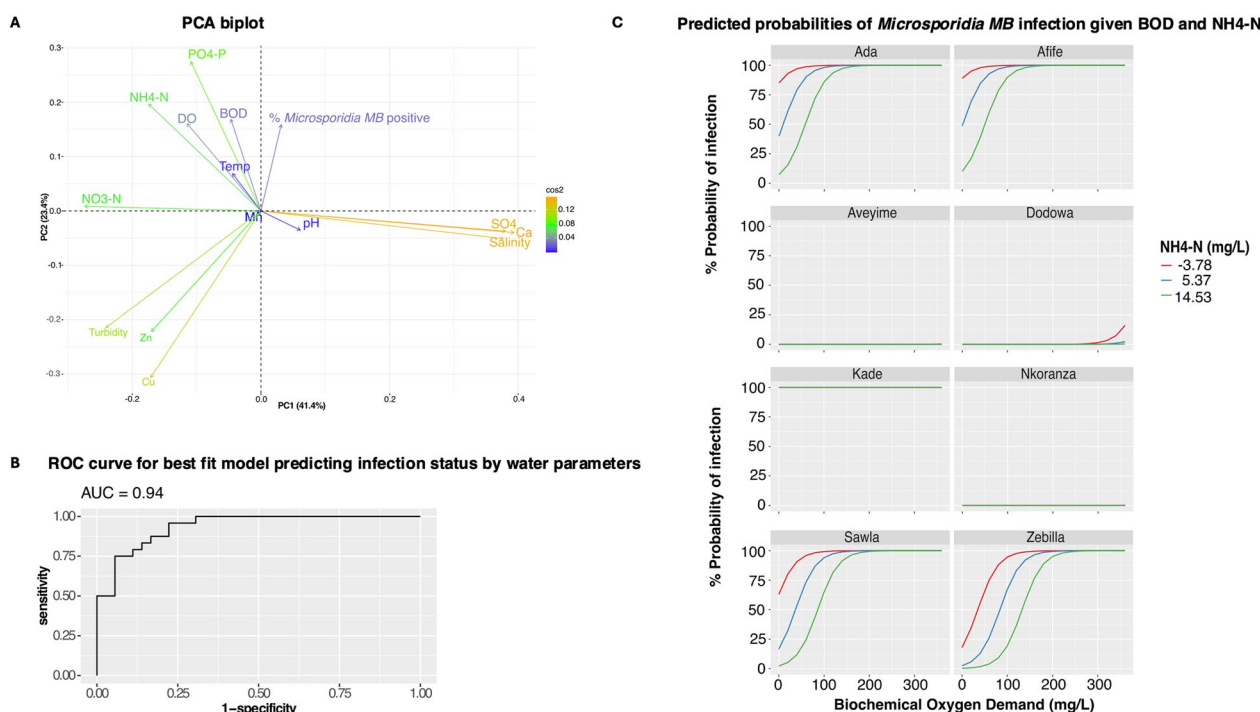 A
PCA biplot
0.3
0.2
0.1
0.0
-0.1
-0.2
-0.3
PC2 (23.4%)
PO4-P
NH4-N
DO
BOD
% Microsporidia MB positive
Temp
NO3-N
Mn
pH
SO4
Ca
Salinity
Turbidity
Zn
Cu
-0.2
0.0
0.2
0.4
PC1 (41.4%)
cos2
0.12
0.08
0.04
B
ROC curve for best fit model predicting infection status by water parameters
AUC = 0.94
1.00
0.75
0.50
0.25
0.00
sensitivity
0.00
0.25
0.50
0.75
1.00
1-specificity
C
Predicted probabilities of Microsporidia MB infection given BOD and NH4-N
Ada
Afife
100
75
50
25
0
Aveyime
Dodowa
100
75
50
25
0
% Probability of infection
Kade
Nkoranza
100
75
50
25
0
Sawla
Zebilla
100
75
50
25
0
% Probability of infection
0
100
200
300
0
100
200
300
Biochemical Oxygen Demand (mg/L)
NH4-N (mg/L)
-3.78
5.37
14.53